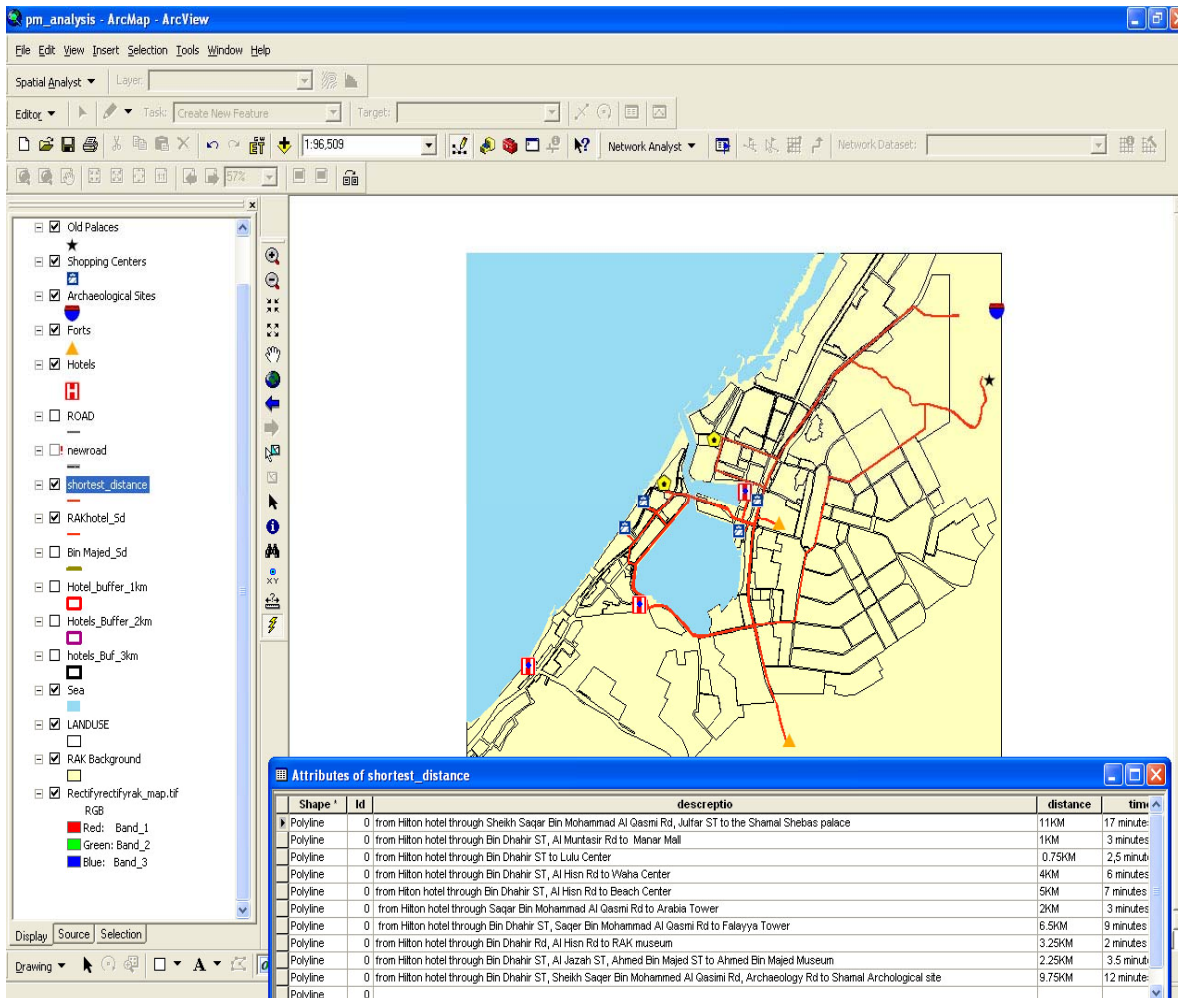 pm_analysis - ArcMap - ArcView
File Edit View Insert Selection Tools Window Help
Spatial Analyst Layer:
Editor Task: Create New Feature Target:
1:96,509 Network Analyst Network Dataset:
57%
Old Palaces
Shopping Centers
Archaeological Sites
Forts
Hotels
H
ROAD
newroad
shortest_distance
RAKhotel_Sd
Bin Majed_Sd
Hotel_buffer_1km
Hotels_Buffer_2km
hotels_Buf_3km
Sea
LANDUSE
RAK Background
Rectifyrectifyrak_map.tif
RGB
Red: Band_1
Green: Band_2
Blue: Band_3
Display Source Selection
Drawing A
H
H
H
Attributes of shortest_distance
Shape * Id descreptio distance time
Polyline 0 from Hilton hotel through Sheikh Saqar Bin Mohammad Al Qasmi Rd, Julfar ST to the Shamal Shebas palace 11KM 17 minute
Polyline 0 from Hilton hotel through Bin Dhahir ST, Al Muntasir Rd to Manar Mall 1KM 3 minutes
Polyline 0 from Hilton hotel through Bin Dhahir ST to Lulu Center 0.75KM 2,5 minut
Polyline 0 from Hilton hotel through Bin Dhahir ST, Al Hisn Rd to Waha Center 4KM 6 minutes
Polyline 0 from Hiton hotel through Bin Dhahir ST, Al Hisn Rd to Beach Center 5KM 7 minutes
Polyline 0 from Hilton hotel through Saqar Bin Mohammad Al Qasmi Rd to Arabia Tower 2KM 3 minutes
Polyline 0 from Hilton hotel through Bin Dhahir ST, Saqer Bin Mohammad Al Qasmi Rd to Falayya Tower 6.5KM 9 minutes
Polyline 0 from Hilton hotel through Bin Dhahir Rd, Al Hisn Rd to RAK museum 3.25KM 2 minutes
Polyline 0 from Hilton hotel through Bin Dhahir ST, Al Jazah ST, Ahmed Bin Majed ST to Ahmed Bin Majed Museum 2.25KM 3.5 minut
Polyline 0 from Hilton hotel through Bin Dhahir ST, Sheikh Saqer Bin Mohammed Al Qasimi Rd, Archaeology Rd to Shamal Archological site 9.75KM 12 minute
Polyline 0